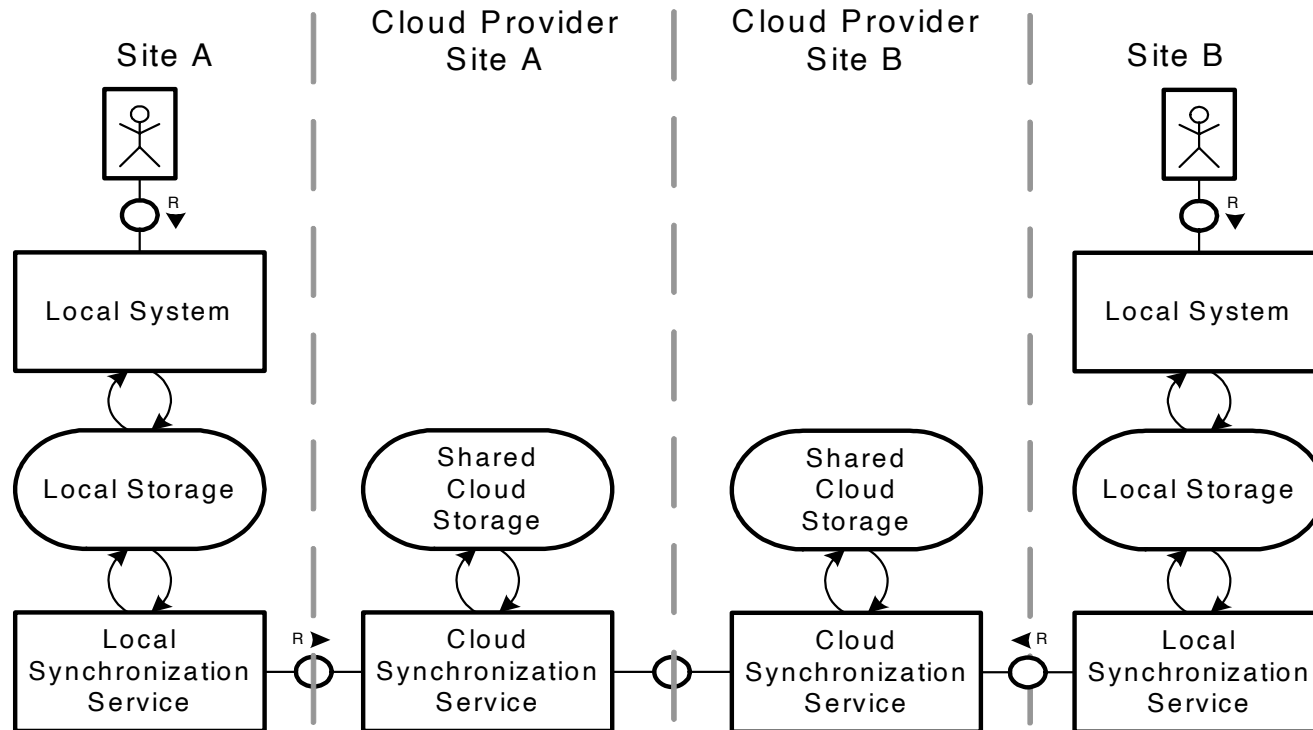 Site A
Cloud Provider
Site A
Cloud Provider
Site B
Site B
R
R
Local System
Local System
Local Storage
Shared
Cloud
Storage
Shared
Cloud
Storage
Local Storage
R
R
Local
Synchronization
Service
Cloud
Synchronization
Service
Cloud
Synchronization
Service
Local
Synchronization
Service